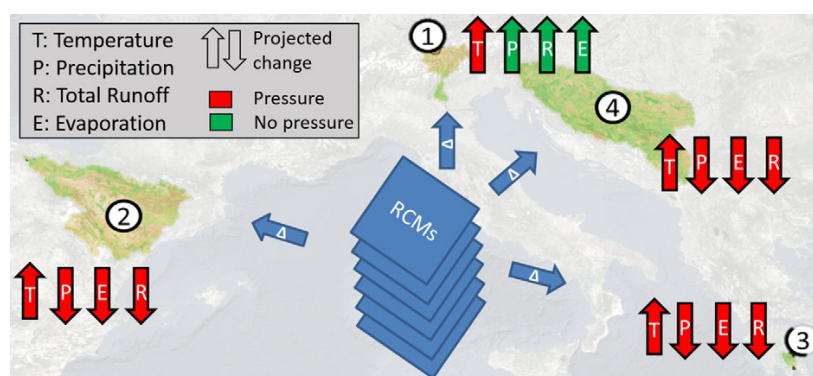 T: Temperature
P: Precipitation
R: Total Runoff
E: Evaporation
Projected
change
Pressure
No pressure
1
T P R E
4
T P E R
2
T P E R
RCMs
Δ
Δ
Δ
Δ
T P E R
3